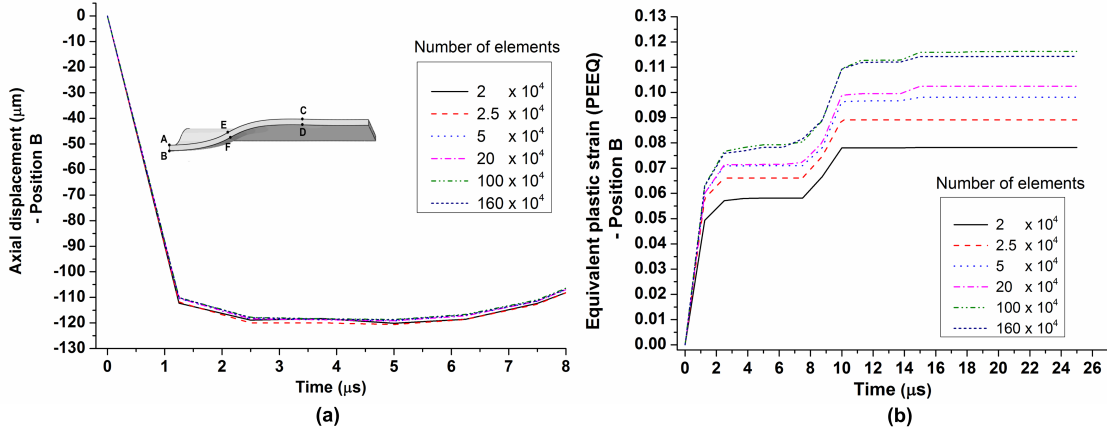 0
-10
-20
-30
-40
-50
-60
-70
-80
-90
-100
-110
-120
-130
Axial displacement (μm)
- Position B
0 1 2 3 4 5 6 7 8
Time (μs)
(a)
A
B
C
D
E
F
Number of elements
2 x 10⁴
2.5 x 10⁴
5 x 10⁴
20 x 10⁴
100 x 10⁴
160 x 10⁴
0.13
0.12
0.11
0.10
0.09
0.08
0.07
0.06
0.05
0.04
0.03
0.02
0.01
0.00
Equivalent plastic strain (PEEQ)
- Position B
0 2 4 6 8 10 12 14 16 18 20 22 24 26
Time (μs)
(b)
Number of elements
2 x 10⁴
2.5 x 10⁴
5 x 10⁴
20 x 10⁴
100 x 10⁴
160 x 10⁴